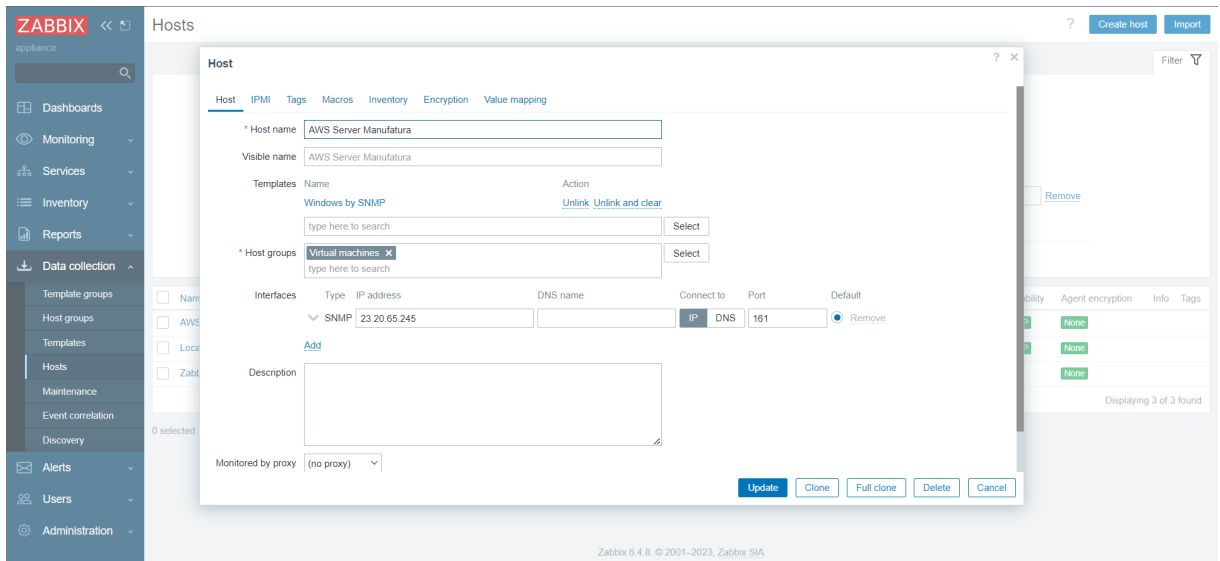 ZABBIX
Hosts
?
Create host
Import
appliance
Filter
Dashboards
Monitoring
Services
Inventory
Reports
Data collection
Template groups
Host groups
Templates
Hosts
Maintenance
Event correlation
Discovery
Alerts
Users
Administration
Host
?
Host IPMI Tags Macros Inventory Encryption Value mapping
* Host name AWS Server Manufatura
Visible name AWS Server Manufatura
Templates Name Action
Windows by SNMP Unlink Unlink and clear
type here to search Select
* Host groups Virtual machines Select
type here to search
Interfaces Type IP address DNS name Connect to Port Default
SNMP 23.20.65.245 IP DNS 161 Remove
Add
Description
Monitored by proxy (no proxy)
Update Clone Full clone Delete Cancel
Remove
Agent encryption Info Tags
AWS None
None
None
Displaying 3 of 3 found
0 selected
Zabbix 6.4.8. © 2001–2023, Zabbix SIA